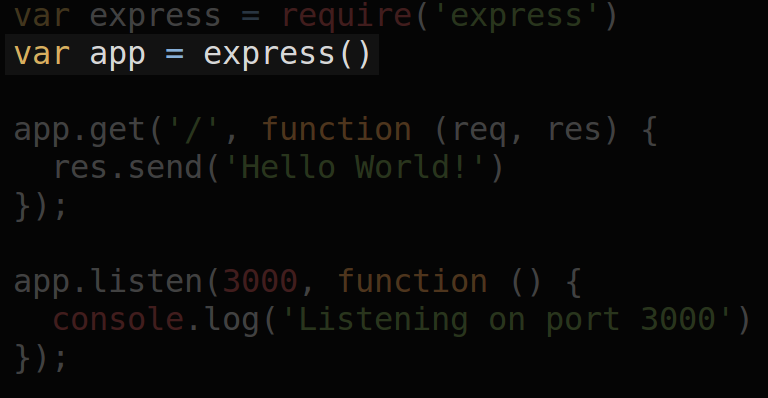 var express = require('express')
var app = express()

app.get('/', function (req, res) {
  res.send('Hello World!')
});

app.listen(3000, function () {
  console.log('Listening on port 3000')
});